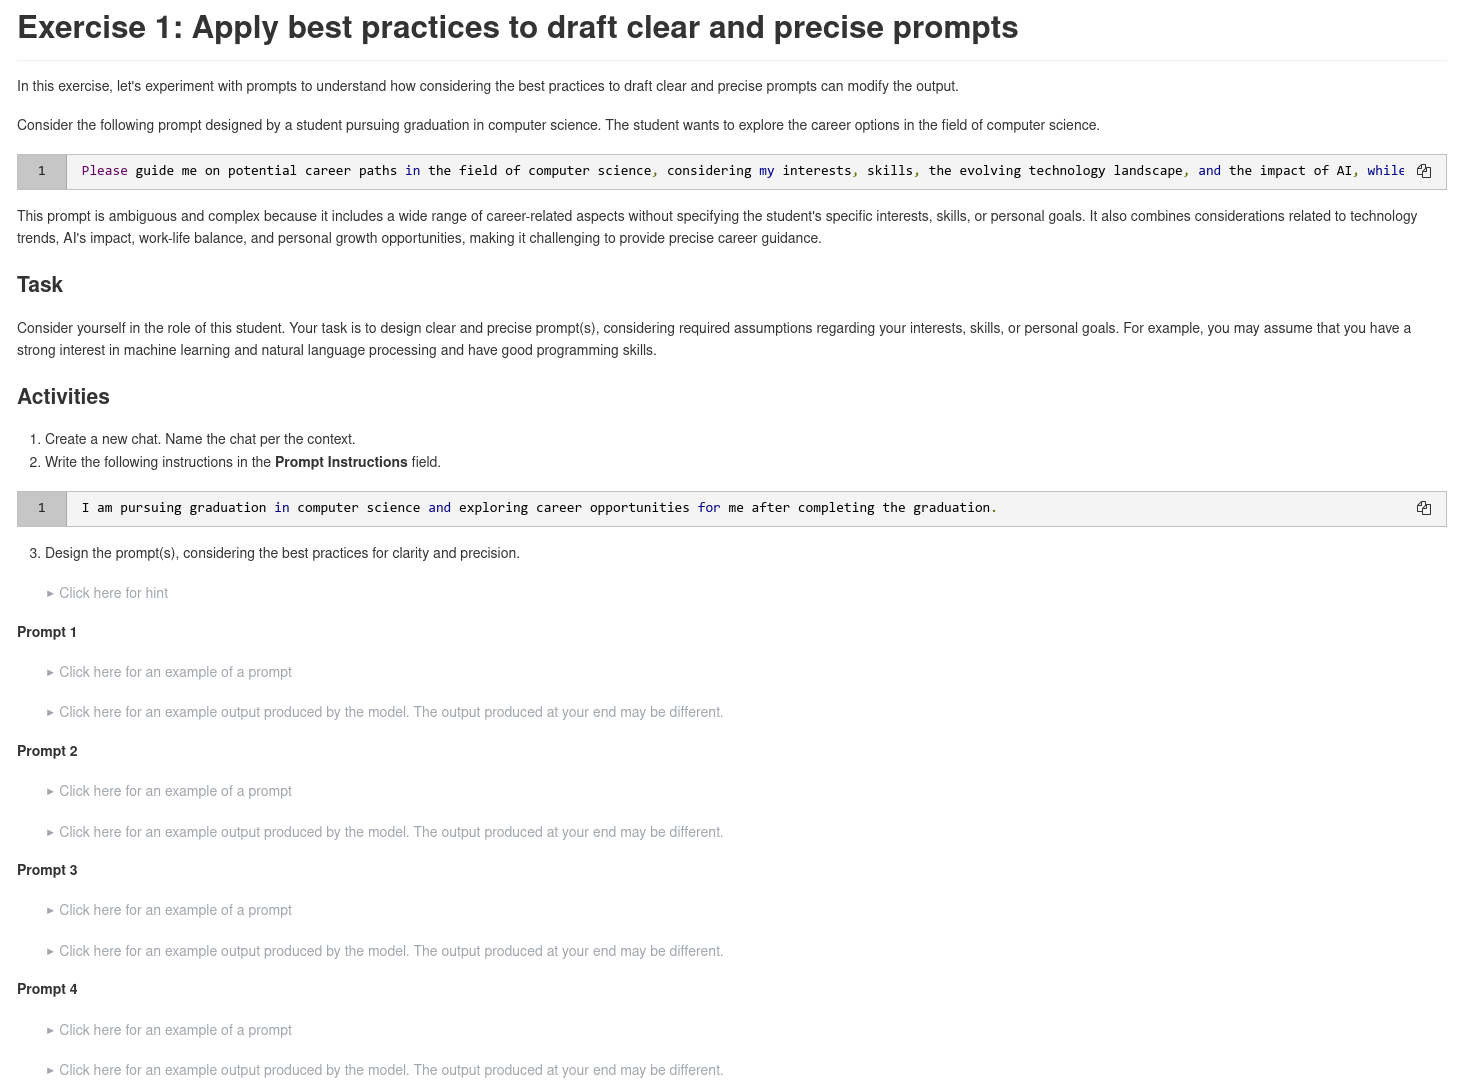 Exercise 1: Apply best practices to draft clear and precise prompts
In this exercise, let's experiment with prompts to understand how considering the best practices to draft clear and precise prompts can modify the output.
Consider the following prompt designed by a student pursuing graduation in computer science. The student wants to explore the career options in the field of computer science.
1 Please guide me on potential career paths in the field of computer science, considering my interests, skills, the evolving technology landscape, and the impact of AI, while
This prompt is ambiguous and complex because it includes a wide range of career-related aspects without specifying the student's specific interests, skills, or personal goals. It also combines considerations related to technology
trends, AI's impact, work-life balance, and personal growth opportunities, making it challenging to provide precise career guidance.
Task
Consider yourself in the role of this student. Your task is to design clear and precise prompt(s), considering required assumptions regarding your interests, skills, or personal goals. For example, you may assume that you have a
strong interest in machine learning and natural language processing and have good programming skills.
Activities
1. Create a new chat. Name the chat per the context.
2. Write the following instructions in the Prompt Instructions field.
1 I am pursuing graduation in computer science and exploring career opportunities for me after completing the graduation.
3. Design the prompt(s), considering the best practices for clarity and precision.
► Click here for hint
Prompt 1
► Click here for an example of a prompt
► Click here for an example output produced by the model. The output produced at your end may be different.
Prompt 2
► Click here for an example of a prompt
► Click here for an example output produced by the model. The output produced at your end may be different.
Prompt 3
► Click here for an example of a prompt
► Click here for an example output produced by the model. The output produced at your end may be different.
Prompt 4
► Click here for an example of a prompt
► Click here for an example output produced by the model. The output produced at your end may be different.